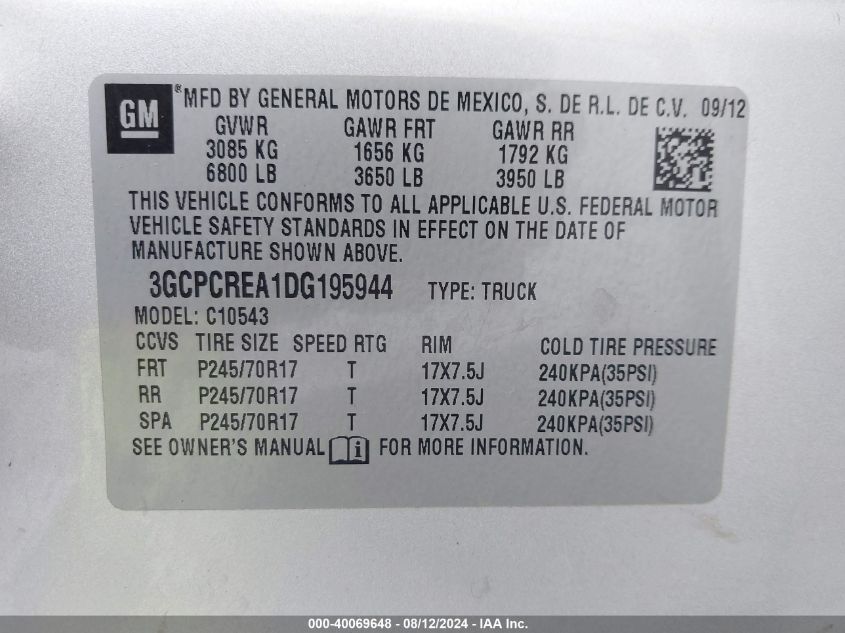 GM
® MFD BY GENERAL MOTORS DE MEXICO, S. DE R.L. DE C.V. 09/12
GVWR GAWR FRT GAWR RR
3085 KG 1656 KG 1792 KG
6800 LB 3650 LB 3950 LB
THIS VEHICLE CONFORMS TO ALL APPLICABLE U.S. FEDERAL MOTOR
VEHICLE SAFETY STANDARDS IN EFFECT ON THE DATE OF
MANUFACTURE SHOWN ABOVE.
3GCPCREA1DG195944 TYPE: TRUCK
MODEL: C10543
CCVS TIRE SIZE SPEED RTG RIM COLD TIRE PRESSURE
FRT P245/70R17 T 17X7.5J 240KPA(35PSI)
RR P245/70R17 T 17X7.5J 240KPA(35PSI)
SPA P245/70R17 T 17X7.5J 240KPA(35PSI)
SEE OWNER'S MANUAL i FOR MORE INFORMATION.
000-40069648 - 08/12/2024 - IAA Inc.